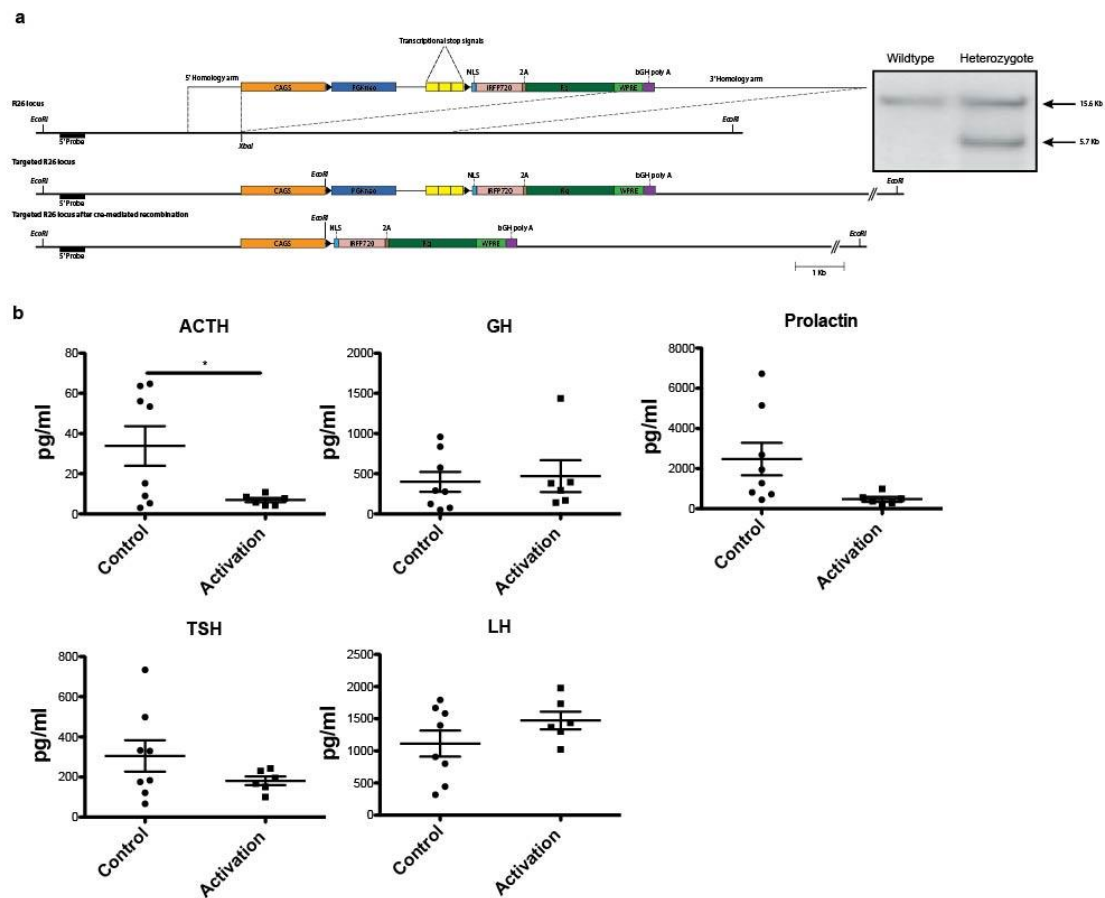 a
Transcriptional stop signals
5' Homology arm
NLS
2A
bGH poly A
3' Homology arm
CAGS
PGKneo
IRFP720
WPRE
R26 locus
EcoRI
EcoRI
5' Probe
XbaI
Wildtype Heterozygote
15.6 Kb
5.7 Kb
Targeted R26 locus
EcoRI
EcoRI
NLS
2A
bGH poly A
EcoRI
CAGS
PGKneo
IRFP720
WPRE
5' Probe
Targeted R26 locus after cre-mediated recombination
EcoRI
EcoRI
NLS
2A
bGH poly A
EcoRI
CAGS
IRFP720
WPRE
5' Probe
1 Kb
b
ACTH
pg/ml
80
60
40
20
0
*
Control
Activation
GH
pg/ml
2000
1500
1000
500
0
Control
Activation
Prolactin
pg/ml
8000
6000
4000
2000
0
Control
Activation
TSH
pg/ml
800
600
400
200
0
Control
Activation
LH
pg/ml
2500
2000
1500
1000
500
0
Control
Activation